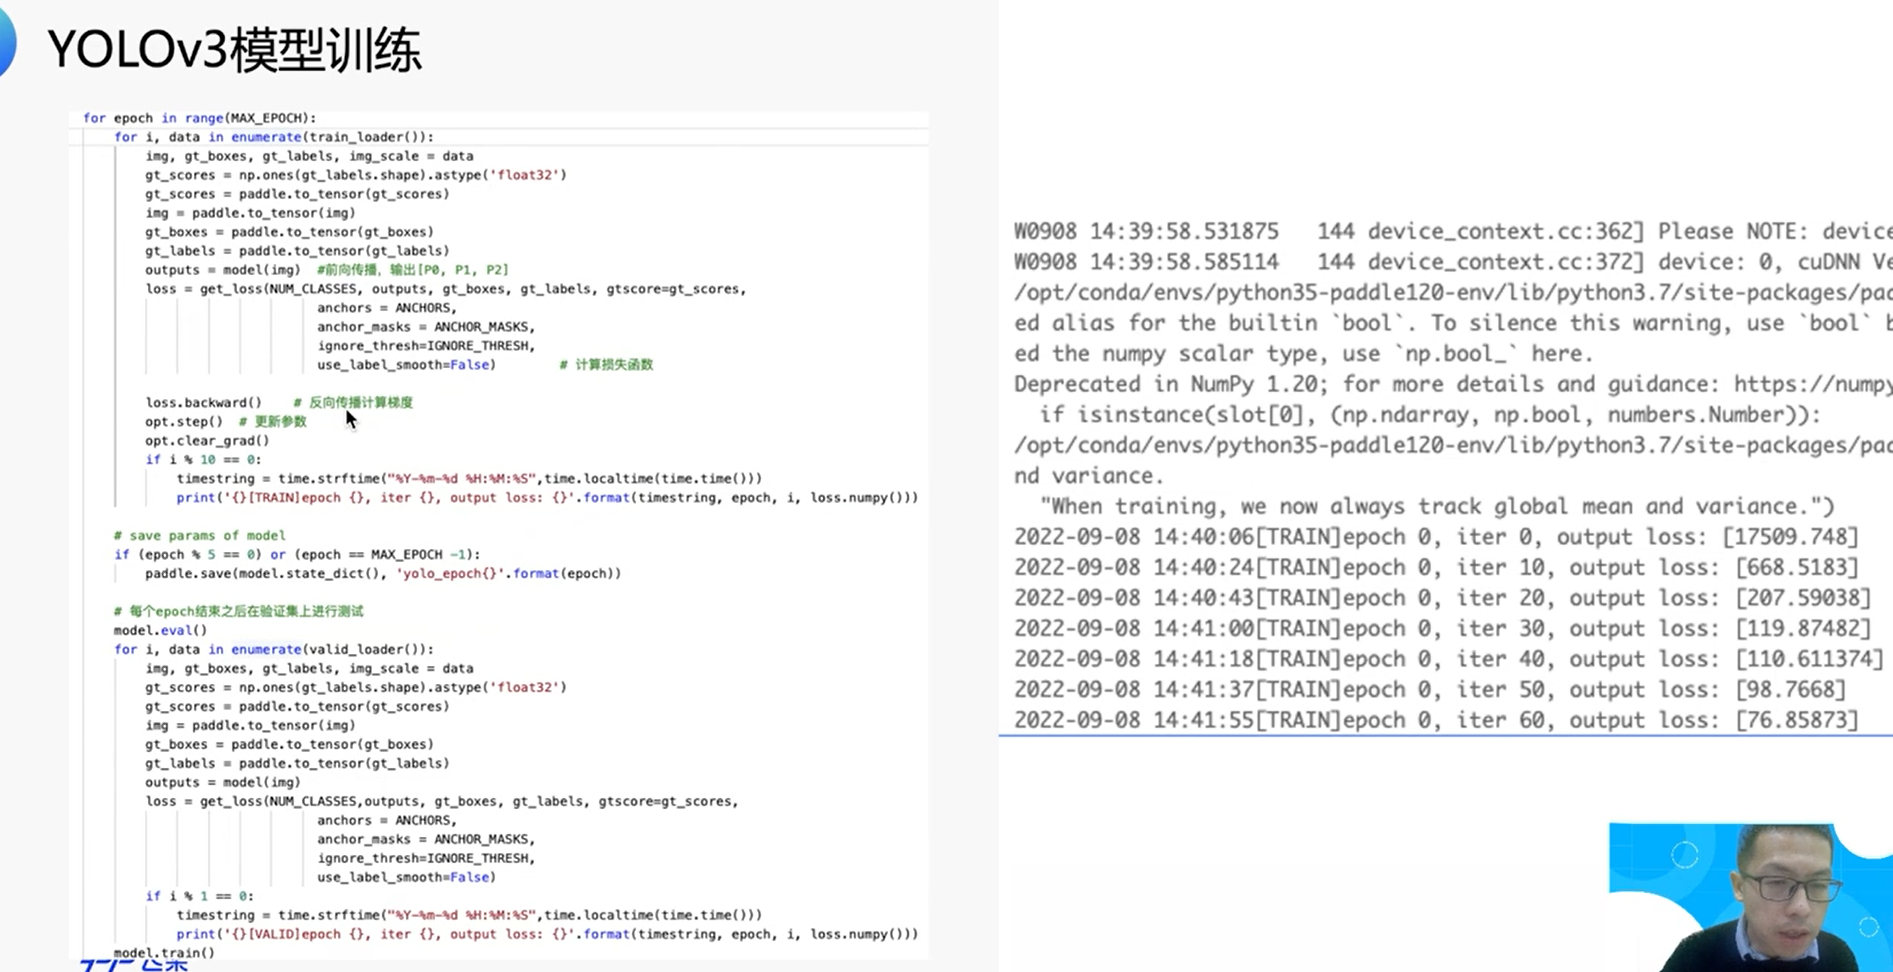 YOLOv3模型训练
for epoch in range(MAX_EPOCH):
for i, data in enumerate(train_loader()):
img, gt_boxes, gt_labels, img_scale = data
gt_scores = np.ones(gt_labels.shape).astype('float32')
gt_scores = paddle.to_tensor(gt_scores)
img = paddle.to_tensor(img)
gt_boxes = paddle.to_tensor(gt_boxes)
gt_labels = paddle.to_tensor(gt_labels)
outputs = model(img)  #前向传播，输出[P0, P1, P2]
loss = get_loss(NUM_CLASSES, outputs, gt_boxes, gt_labels, gtscore=gt_scores,
anchors = ANCHORS,
anchor_masks = ANCHOR_MASKS,
ignore_thresh=IGNORE_THRESH,
use_label_smooth=False)        # 计算损失函数
loss.backward()    # 反向传播计算梯度
opt.step()  # 更新参数
opt.clear_grad()
if i % 10 == 0:
timestring = time.strftime("%Y-%m-%d %H:%M:%S",time.localtime(time.time()))
print('{}[TRAIN]epoch {}, iter {}, output loss: {}'.format(timestring, epoch, i, loss.numpy()))
# save params of model
if (epoch % 5 == 0) or (epoch == MAX_EPOCH -1):
paddle.save(model.state_dict(), 'yolo_epoch{}'.format(epoch))
# 每个epoch结束之后在验证集上进行测试
model.eval()
for i, data in enumerate(valid_loader()):
img, gt_boxes, gt_labels, img_scale = data
gt_scores = np.ones(gt_labels.shape).astype('float32')
gt_scores = paddle.to_tensor(gt_scores)
img = paddle.to_tensor(img)
gt_boxes = paddle.to_tensor(gt_boxes)
gt_labels = paddle.to_tensor(gt_labels)
outputs = model(img)
loss = get_loss(NUM_CLASSES,outputs, gt_boxes, gt_labels, gtscore=gt_scores,
anchors = ANCHORS,
anchor_masks = ANCHOR_MASKS,
ignore_thresh=IGNORE_THRESH,
use_label_smooth=False)
if i % 1 == 0:
timestring = time.strftime("%Y-%m-%d %H:%M:%S",time.localtime(time.time()))
print('{}[VALID]epoch {}, iter {}, output loss: {}'.format(timestring, epoch, i, loss.numpy()))
model.train()
W0908 14:39:58.531875   144 device_context.cc:362] Please NOTE: device
W0908 14:39:58.585114   144 device_context.cc:372] device: 0, cuDNN Ve
/opt/conda/envs/python35-paddle120-env/lib/python3.7/site-packages/pad
ed alias for the builtin `bool`. To silence this warning, use `bool` b
ed the numpy scalar type, use `np.bool_` here.
Deprecated in NumPy 1.20; for more details and guidance: https://numpy
if isinstance(slot[0], (np.ndarray, np.bool, numbers.Number)):
/opt/conda/envs/python35-paddle120-env/lib/python3.7/site-packages/pad
nd variance.
"When training, we now always track global mean and variance.")
2022-09-08 14:40:06[TRAIN]epoch 0, iter 0, output loss: [17509.748]
2022-09-08 14:40:24[TRAIN]epoch 0, iter 10, output loss: [668.5183]
2022-09-08 14:40:43[TRAIN]epoch 0, iter 20, output loss: [207.59038]
2022-09-08 14:41:00[TRAIN]epoch 0, iter 30, output loss: [119.87482]
2022-09-08 14:41:18[TRAIN]epoch 0, iter 40, output loss: [110.611374]
2022-09-08 14:41:37[TRAIN]epoch 0, iter 50, output loss: [98.7668]
2022-09-08 14:41:55[TRAIN]epoch 0, iter 60, output loss: [76.85873]